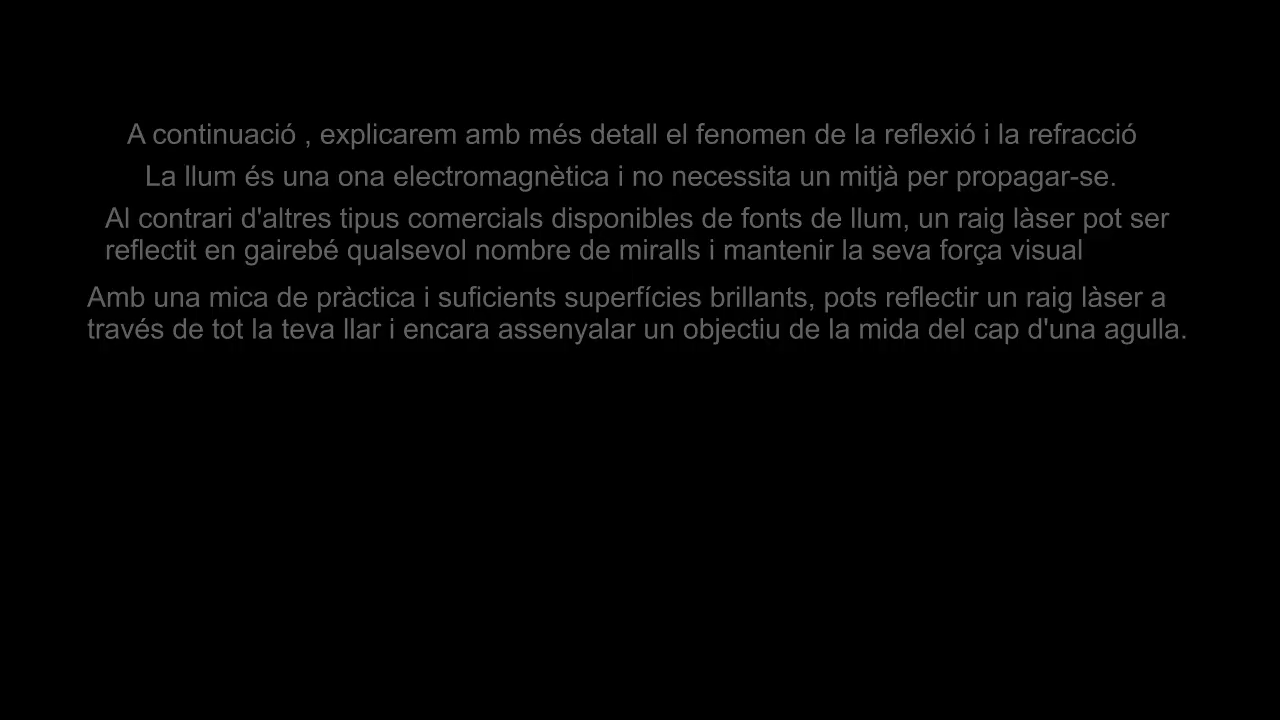 A continuació , explicarem amb més detall el fenomen de la reflexió i la refracció
La llum és una ona electromagnètica i no necessita un mitjà per propagar-se.
Al contrari d'altres tipus comercials disponibles de fonts de llum, un raig làser pot ser
reflectit en gairebé qualsevol nombre de miralls i mantenir la seva força visual
Amb una mica de pràctica i suficients superfícies brillants, pots reflectir un raig làser a
través de tot la teva llar i encara assenyalar un objectiu de la mida del cap d'una agulla.